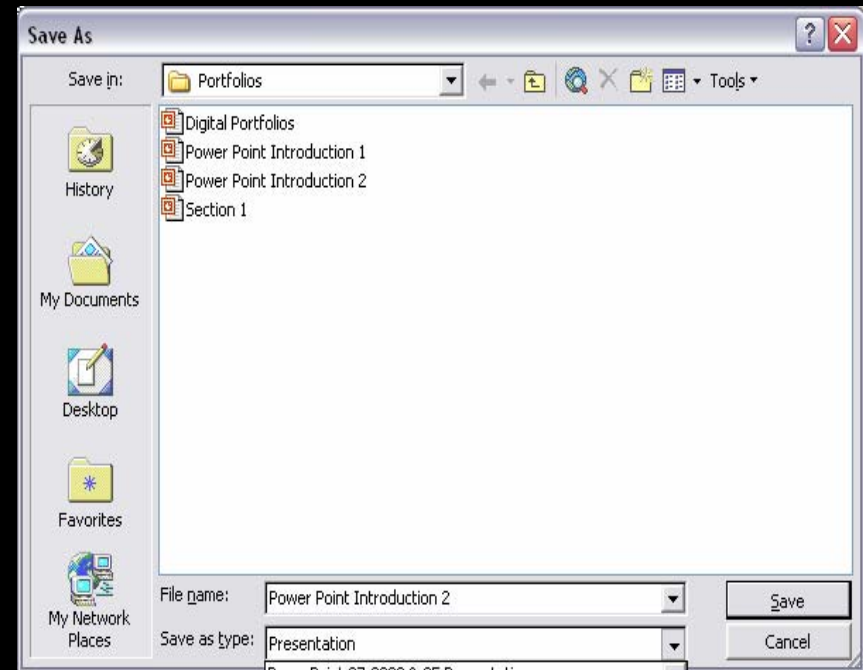 Save As
Save in:
Portfolios
Tools
Digital Portfolios
Power Point Introduction 1
Power Point Introduction 2
Section 1
History
My Documents
Desktop
Favorites
My Network
Places
File name:
Power Point Introduction 2
Save
Save as type:
Presentation
Cancel